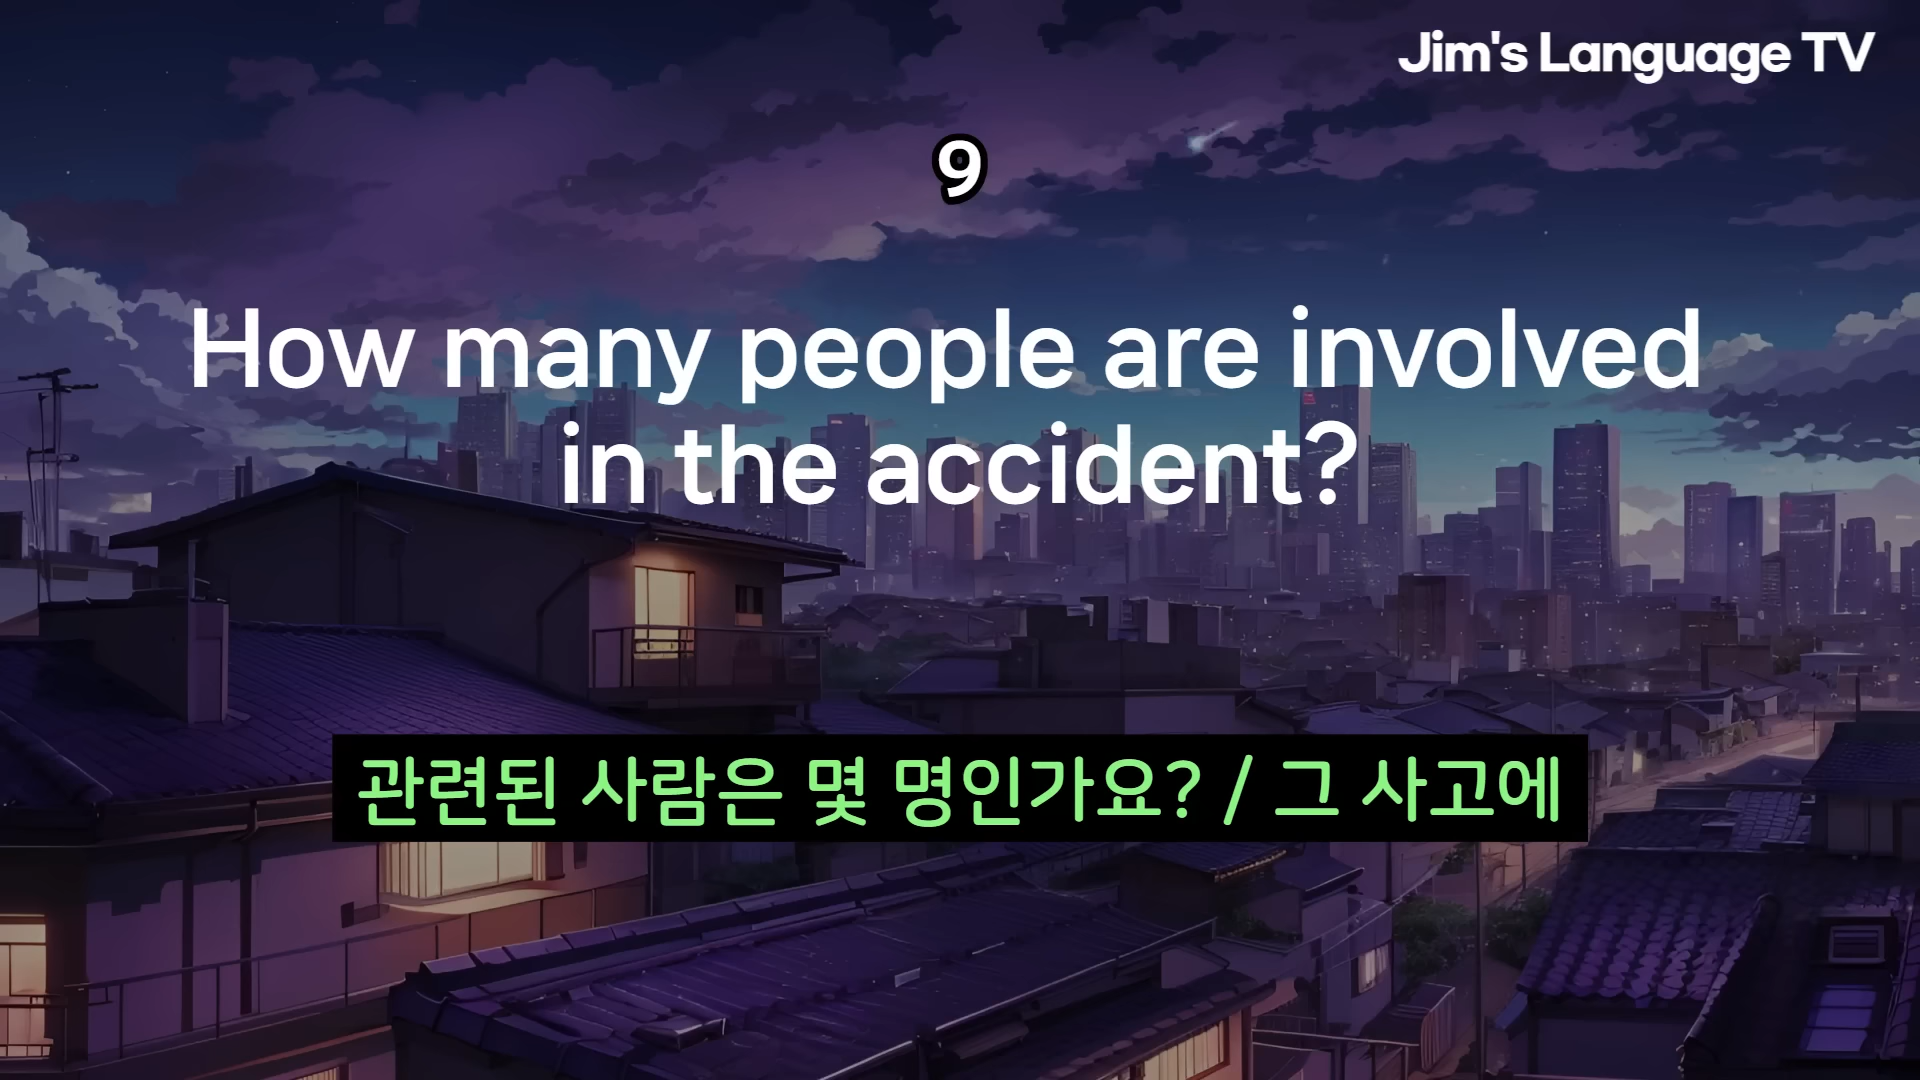 Jim's Language TV
9
How many people are involved
in the accident?
관련된 사람은 몇 명인가요? / 그 사고에